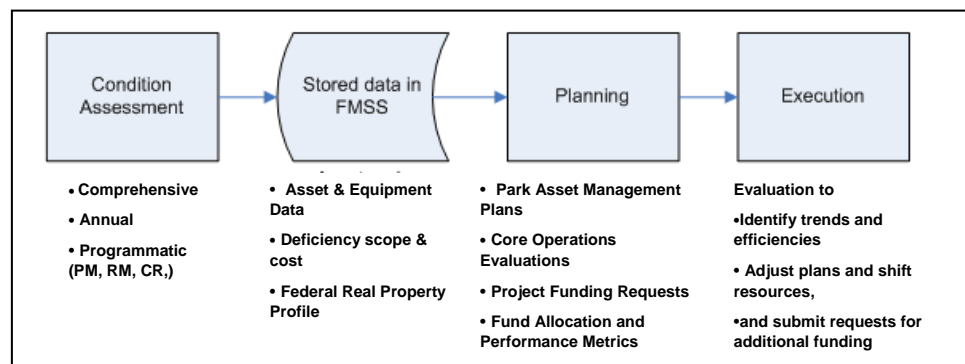 Condition
Assessment
Stored data in
FMSS
Planning
Execution
• Comprehensive
• Annual
• Programmatic
(PM, RM, CR,)
• Asset & Equipment
Data
• Deficiency scope &
cost
• Federal Real Property
Profile
• Park Asset Management
Plans
• Core Operations
Evaluations
• Project Funding Requests
• Fund Allocation and
Performance Metrics
Evaluation to
•Identify trends and
efficiencies
• Adjust plans and shift
resources,
•and submit requests for
additional funding